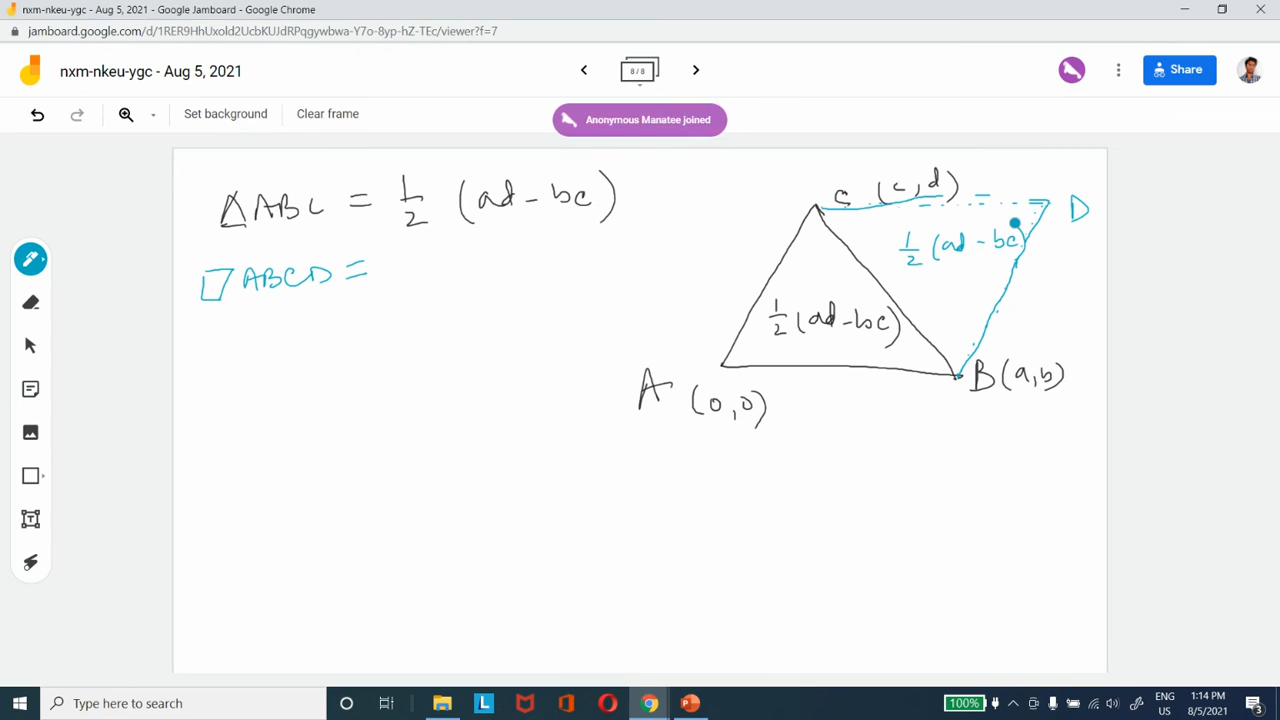 nxm-nkeu-ygc - Aug 5, 2021 - Google Jamboard - Google Chrome
jamboard.google.com/d/1RER9HhUxold2UcbKUJdRPqgywbwa-Y7o-8yp-hZ-TEc/viewer?f=7
nxm-nkeu-ygc - Aug 5, 2021
8 / 8
Share
Set background
Clear frame
Anonymous Manatee joined
△ABC = 1/2 (ad - bc)
▱ABCD =
C (c,d)
D
1/2 (ad - bc
1/2 (ad - bc)
A (0,0)
B (a,b)
Type here to search
100%
ENG
US
1:14 PM
8/5/2021
3